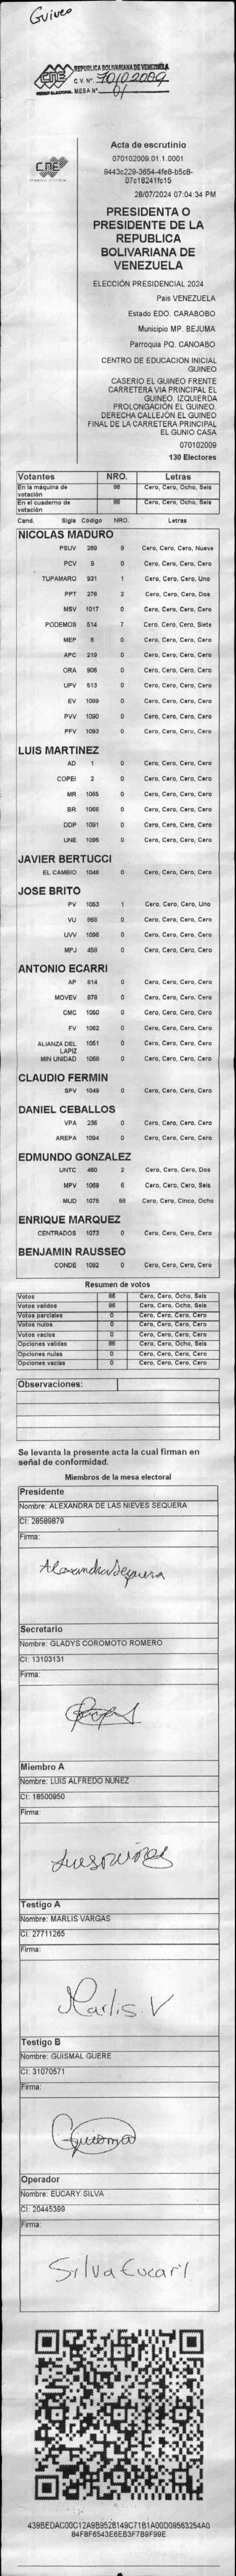 Guineo
CNE
PODER ELECTORAL
REPUBLICA BOLIVARIANA DE VENEZUELA
C.V. N°. 70102009
MESA N° 01
CNE
Acta de escrutinio
070102009.01.1.0001
9443c229-3654-4fe8-b5c8-
07c18241fc15
28/07/2024 07:04:34 PM
PRESIDENTA O
PRESIDENTE DE LA
REPUBLICA
BOLIVARIANA DE
VENEZUELA
ELECCIÓN PRESIDENCIAL 2024
Pais VENEZUELA
Estado EDO. CARABOBO
Municipio MP. BEJUMA
Parroquia PQ. CANOABO
CENTRO DE EDUCACION INICIAL
GUINEO
CASERIO EL GUINEO FRENTE
CARRETERA VIA PRINCIPAL EL
GUINEO. IZQUIERDA
PROLONGACIÓN EL GUINEO.
DERECHA CALLEJÓN EL GUINEO
FINAL DE LA CARRETERA PRINCIPAL
EL GUNIO CASA
070102009
130 Electores
Votantes NRO. Letras
En la máquina de votación 86 Cero, Cero, Ocho, Seis
En el cuaderno de votación 86 Cero, Cero, Ocho, Seis
Cand. Sigla Código NRO. Letras
NICOLAS MADURO
PSUV 289 9 Cero, Cero, Cero, Nueve
PCV 9 0 Cero, Cero, Cero, Cero
TUPAMARO 931 1 Cero, Cero, Cero, Uno
PPT 276 2 Cero, Cero, Cero, Dos
MSV 1017 0 Cero, Cero, Cero, Cero
PODEMOS 514 7 Cero, Cero, Cero, Siete
MEP 6 0 Cero, Cero, Cero, Cero
APC 219 0 Cero, Cero, Cero, Cero
ORA 906 0 Cero, Cero, Cero, Cero
UPV 513 0 Cero, Cero, Cero, Cero
EV 1089 0 Cero, Cero, Cero, Cero
PVV 1090 0 Cero, Cero, Cero, Cero
PFV 1093 0 Cero, Cero, Cero, Cero
LUIS MARTINEZ
AD 1 0 Cero, Cero, Cero, Cero
COPEI 2 0 Cero, Cero, Cero, Cero
MR 1065 0 Cero, Cero, Cero, Cero
BR 1066 0 Cero, Cero, Cero, Cero
DDP 1091 0 Cero, Cero, Cero, Cero
UNE 1095 0 Cero, Cero, Cero, Cero
JAVIER BERTUCCI
EL CAMBIO 1048 0 Cero, Cero, Cero, Cero
JOSE BRITO
PV 1053 1 Cero, Cero, Cero, Uno
VU 868 0 Cero, Cero, Cero, Cero
UVV 1096 0 Cero, Cero, Cero, Cero
MPJ 458 0 Cero, Cero, Cero, Cero
ANTONIO ECARRI
AP 814 0 Cero, Cero, Cero, Cero
MOVEV 979 0 Cero, Cero, Cero, Cero
CMC 1050 0 Cero, Cero, Cero, Cero
FV 1062 0 Cero, Cero, Cero, Cero
ALIANZA DEL LAPIZ 1051 0 Cero, Cero, Cero, Cero
MIN UNIDAD 1068 0 Cero, Cero, Cero, Cero
CLAUDIO FERMIN
SPV 1049 0 Cero, Cero, Cero, Cero
DANIEL CEBALLOS
VPA 236 0 Cero, Cero, Cero, Cero
AREPA 1094 0 Cero, Cero, Cero, Cero
EDMUNDO GONZALEZ
UNTC 460 2 Cero, Cero, Cero, Dos
MPV 1069 6 Cero, Cero, Cero, Seis
MUD 1075 58 Cero, Cero, Cinco, Ocho
ENRIQUE MARQUEZ
CENTRADOS 1073 0 Cero, Cero, Cero, Cero
BENJAMIN RAUSSEO
CONDE 1092 0 Cero, Cero, Cero, Cero
Resumen de votos
Votos 86 Cero, Cero, Ocho, Seis
Votos validos 86 Cero, Cero, Ocho, Seis
Votos parciales 0 Cero, Cero, Cero, Cero
Votos nulos 0 Cero, Cero, Cero, Cero
Votos vacios 0 Cero, Cero, Cero, Cero
Opciones validas 86 Cero, Cero, Ocho, Seis
Opciones nulas 0 Cero, Cero, Cero, Cero
Opciones vacias 0 Cero, Cero, Cero, Cero
Observaciones:
Se levanta la presente acta la cual firman en
señal de conformidad.
Miembros de la mesa electoral
Presidente
Nombre: ALEXANDRA DE LAS NIEVES SEQUERA
CI: 28589879
Firma:
Alexandra Sequera
Secretario
Nombre: GLADYS COROMOTO ROMERO
CI: 13103131
Firma:
Miembro A
Nombre: LUIS ALFREDO NUÑEZ
CI: 18500950
Firma:
Testigo A
Nombre: MARLIS VARGAS
CI: 27711265
Firma:
Marlis V
Testigo B
Nombre: GUISMAL GUERE
CI: 31070571
Firma:
Operador
Nombre: EUCARY SILVA
CI: 20445399
Firma:
Silva Eucari
439BEDAC00C12A9B9528149C71B1A00D09563254A0
84F8F6543E6EB3F7B9F99E